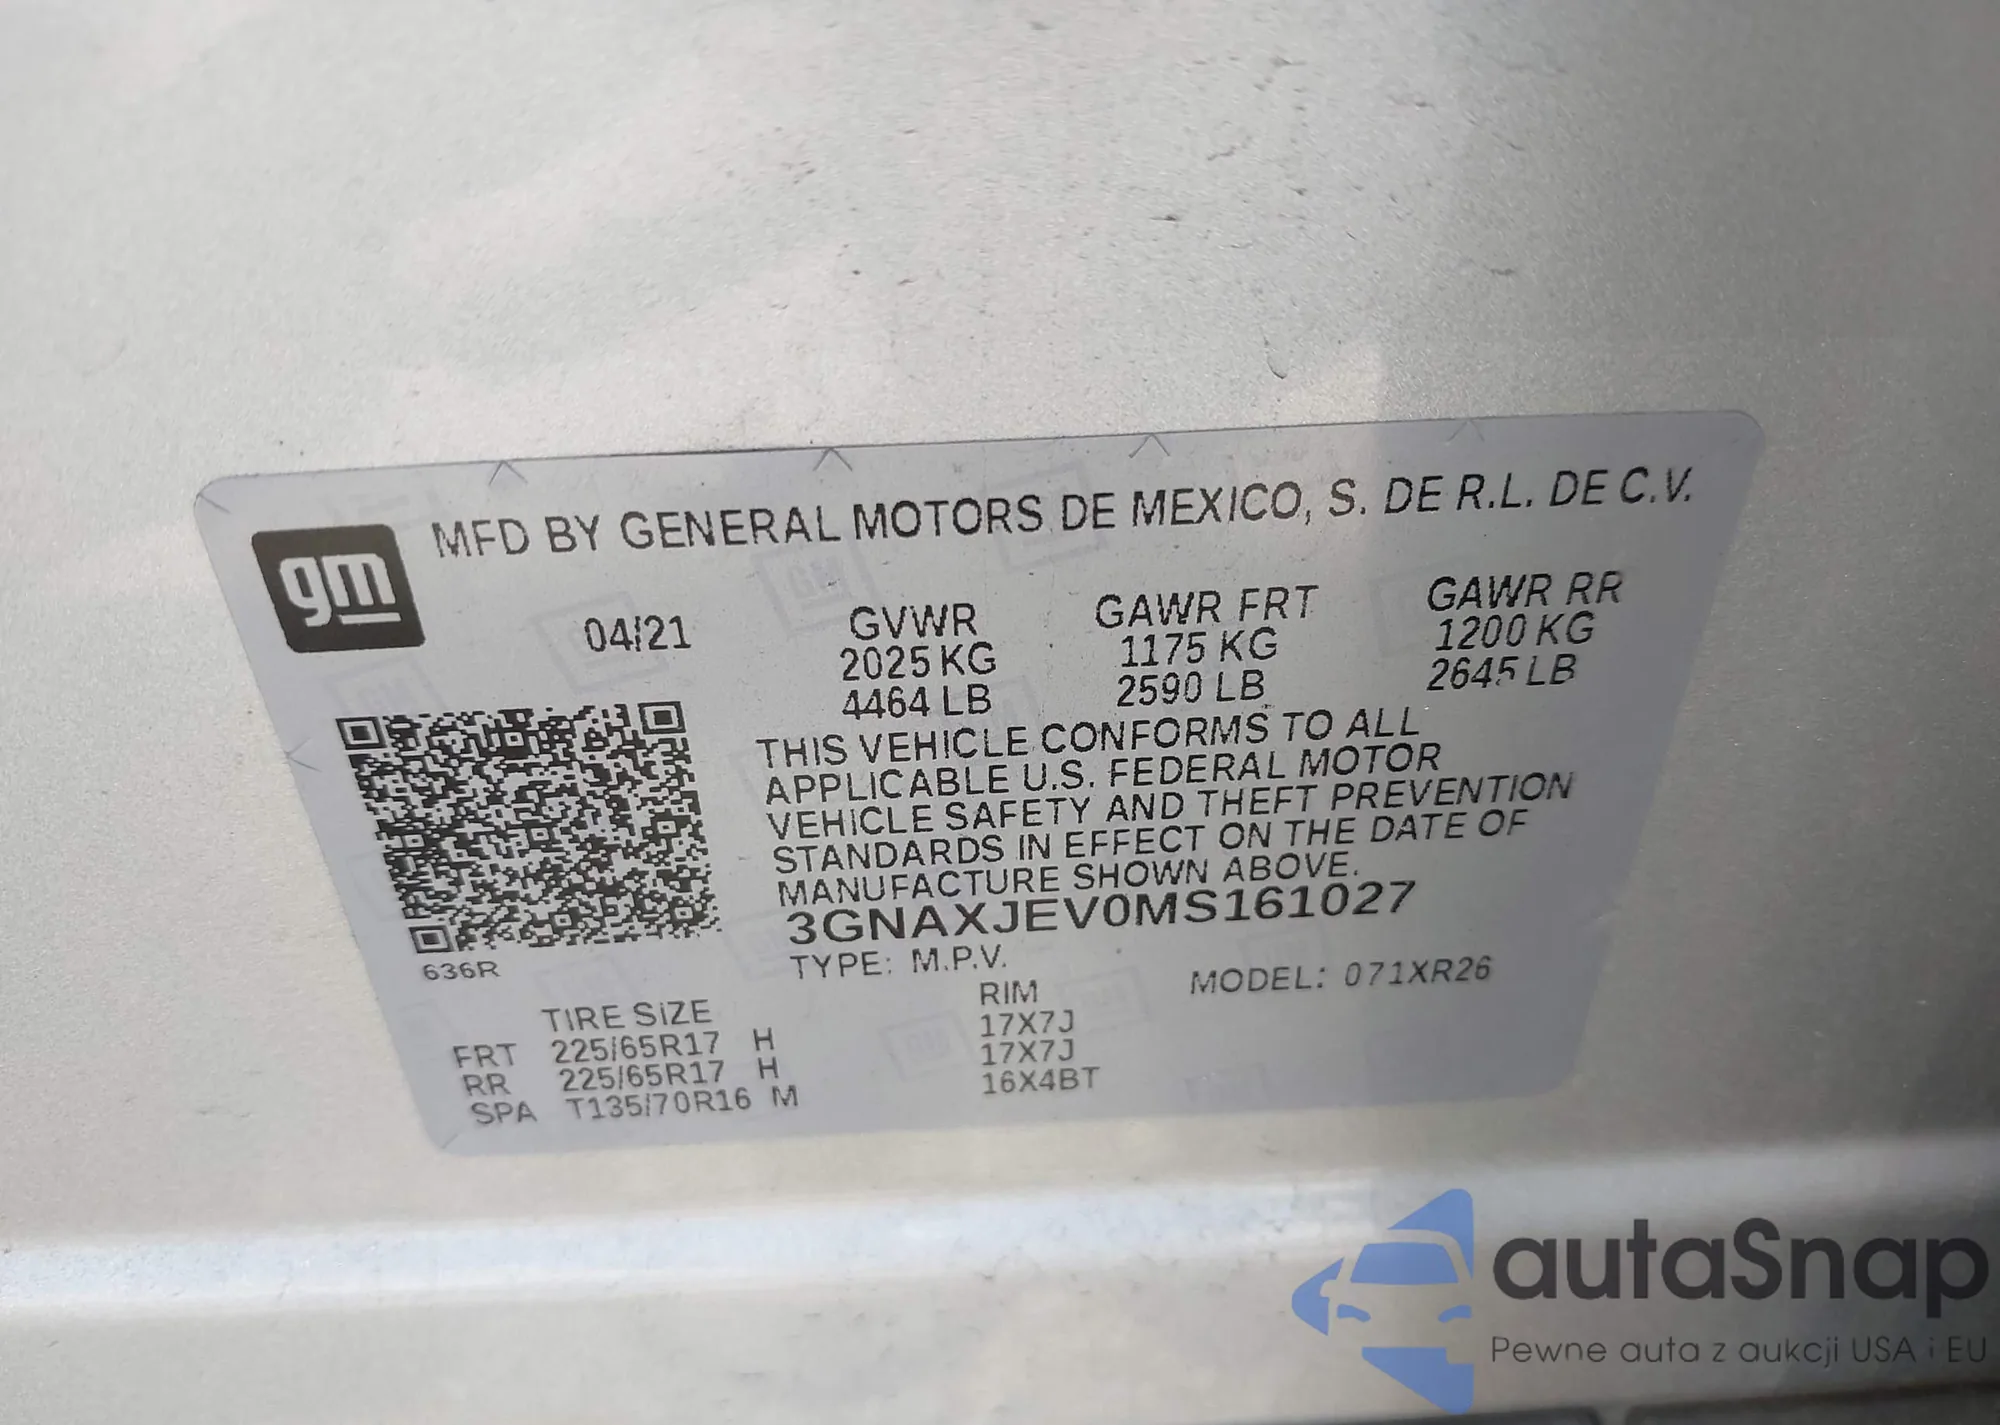 gm
MFD BY GENERAL MOTORS DE MEXICO, S. DE R.L. DE C.V.
04/21 GVWR GAWR FRT GAWR RR
2025 KG 1175 KG 1200 KG
4464 LB 2590 LB 2645 LB
THIS VEHICLE CONFORMS TO ALL
APPLICABLE U.S. FEDERAL MOTOR
VEHICLE SAFETY AND THEFT PREVENTION
STANDARDS IN EFFECT ON THE DATE OF
MANUFACTURE SHOWN ABOVE.
3GNAXJEV0MS161027
636R
TYPE: M.P.V. MODEL: 071XR26
TIRE SIZE RIM
FRT 225/65R17 H 17X7J
RR 225/65R17 H 17X7J
SPA T135/70R16 M 16X4BT
autaSnap
Pewne auta z aukcji USA i EU